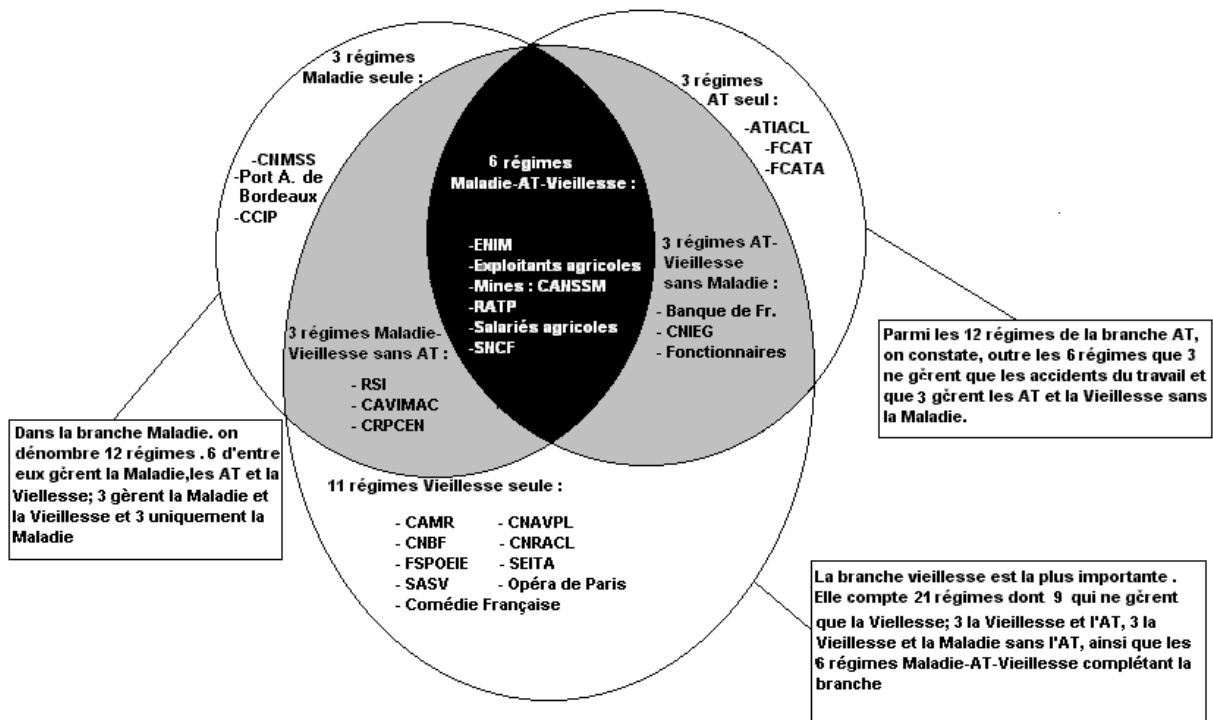 3 régimes
Maladie seule :
-CNMSS
-Port A. de
Bordeaux
-CCIP
3 régimes
AT seul :
-ATIACL
-FCAT
-FCATA
6 régimes
Maladie-AT-Vieillesse :
-ENIM
-Exploitants agricoles
-Mines : CANSSM
-RATP
-Salariés agricoles
-SNCF
3 régimes AT-
Vieillesse
sans Maladie :
- Banque de Fr.
- CNIEG
- Fonctionnaires
3 régimes Maladie-
Vieillesse sans AT :
- RSI
- CAVIMAC
- CRPCEN
11 régimes Vieillesse seule :
- CAMR
- CNBF
- FSPOEIE
- SASV
- Comédie Française
- CNAVPL
- CNRACL
- SEITA
- Opéra de Paris
Dans la branche Maladie. on
dénombre 12 régimes . 6 d'entre
eux gčrent la Maladie,les AT et la
Viellesse; 3 gèrent la Maladie et
la Vieillesse et 3 uniquement la
Maladie
Parmi les 12 régimes de la branche AT,
on constate, outre les 6 régimes que 3
ne gčrent que les accidents du travail et
que 3 gčrent les AT et la Vieillesse sans
la Maladie.
La branche vieillesse est la plus importante .
Elle compte 21 régimes dont 9 qui ne gčrent
que la Viellesse; 3 la Vieillesse et l'AT, 3 la
Vieillesse et la Maladie sans l'AT, ainsi que les
6 régimes Maladie-AT-Vieillesse complétant la
branche